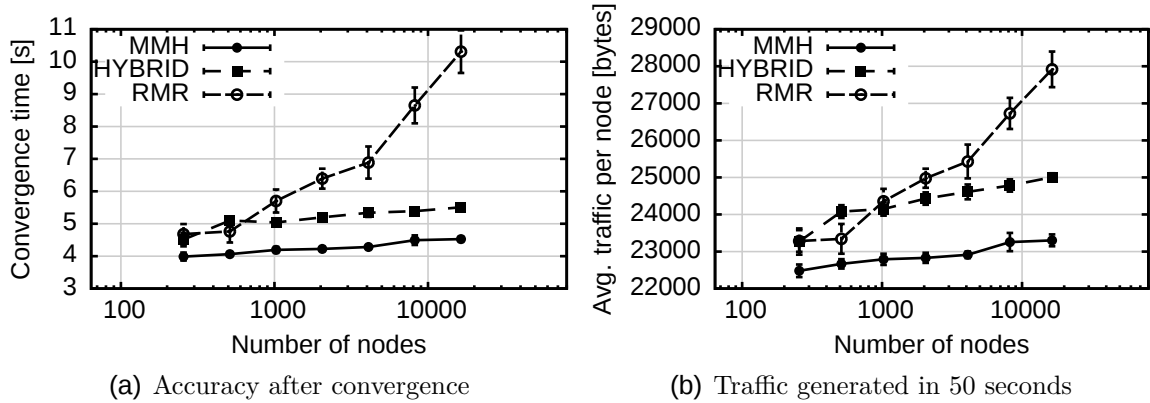 Convergence time [s]
11
10
9
8
7
6
5
4
3
MMH
HYBRID
RMR
100
1000
10000
Number of nodes
(a) Accuracy after convergence
Avg. traffic per node [bytes]
29000
28000
27000
26000
25000
24000
23000
22000
MMH
HYBRID
RMR
100
1000
10000
Number of nodes
(b) Traffic generated in 50 seconds